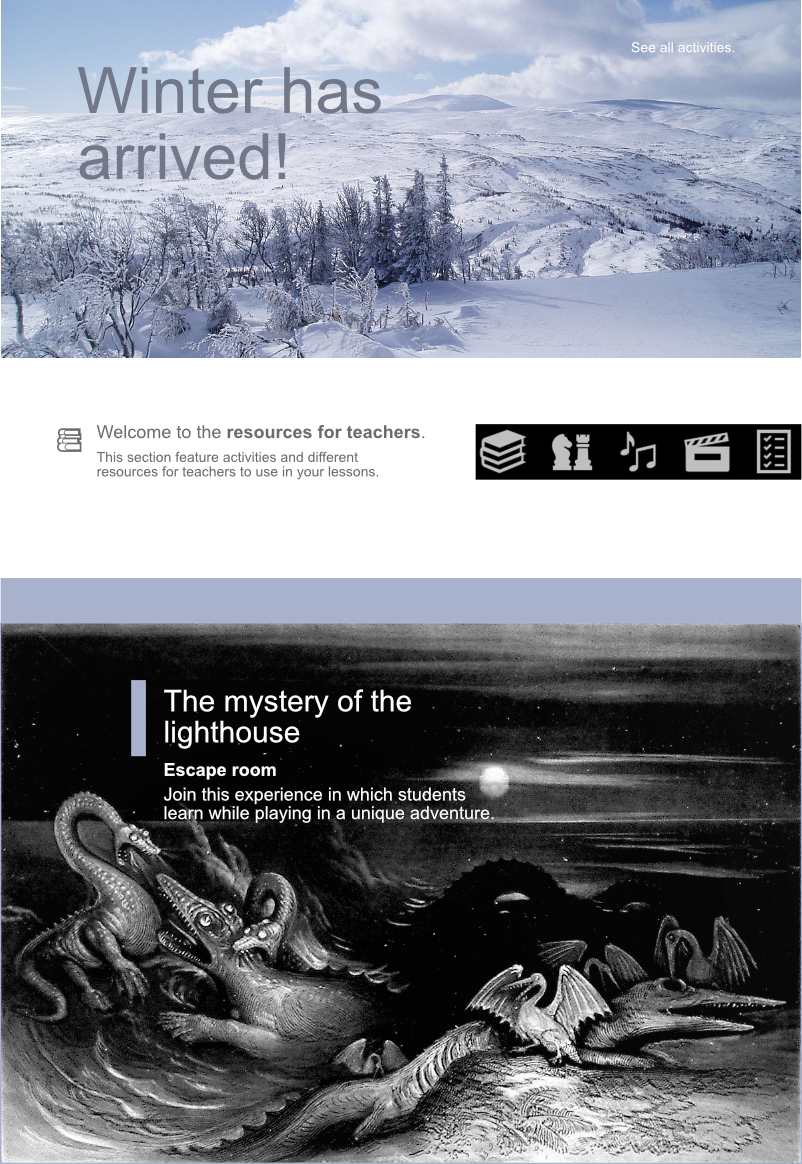 See all activities.
Winter has
arrived!
Welcome to the resources for teachers.
This section feature activities and different
resources for teachers to use in your lessons.
The mystery of the
lighthouse
Escape room
Join this experience in which students
learn while playing in a unique adventure.